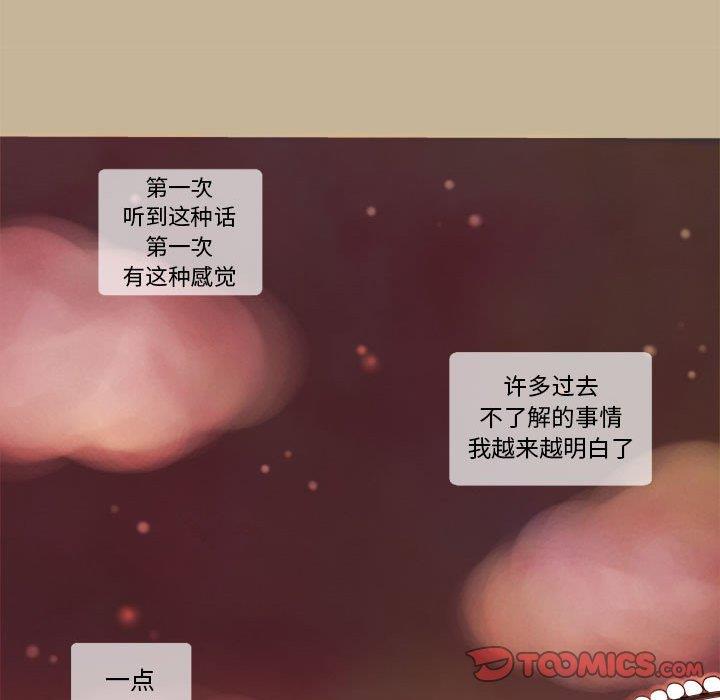 第一次
听到这种话
第一次
有这种感觉
许多过去
不了解的事情
我越来越明白了
一点
TOOMICS.COM